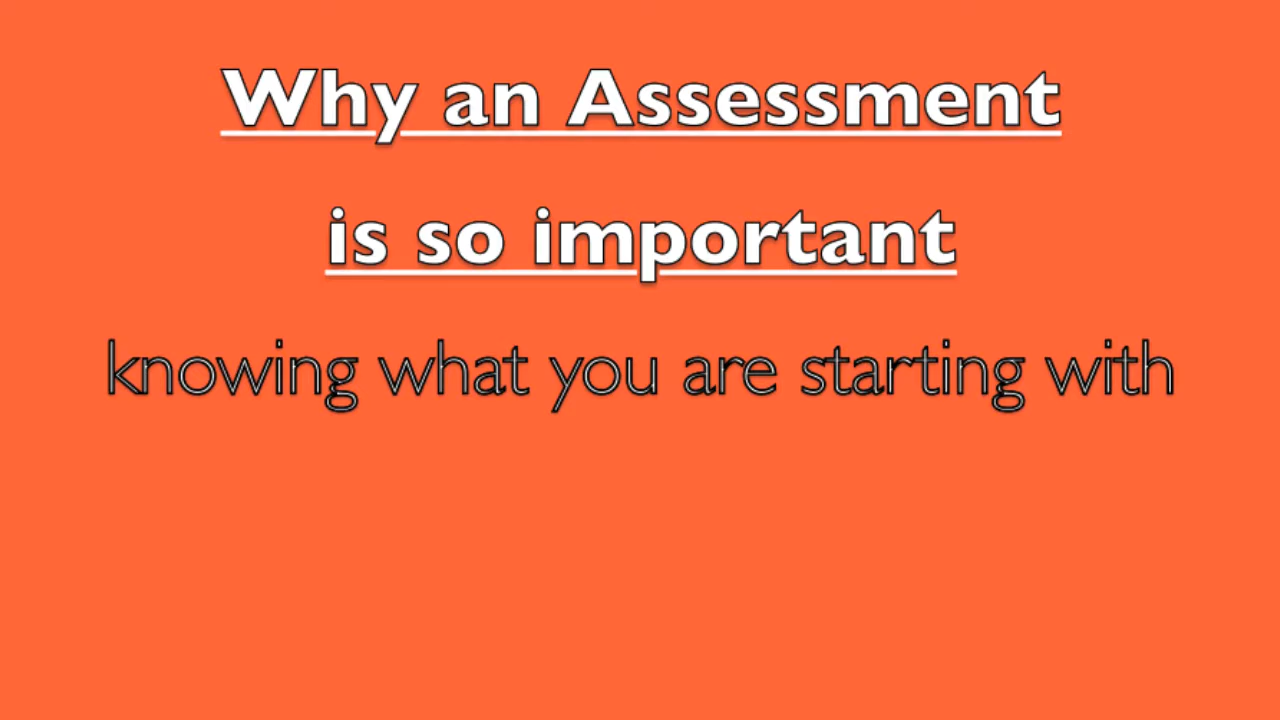 Why an Assessment
is so important
knowing what you are starting with